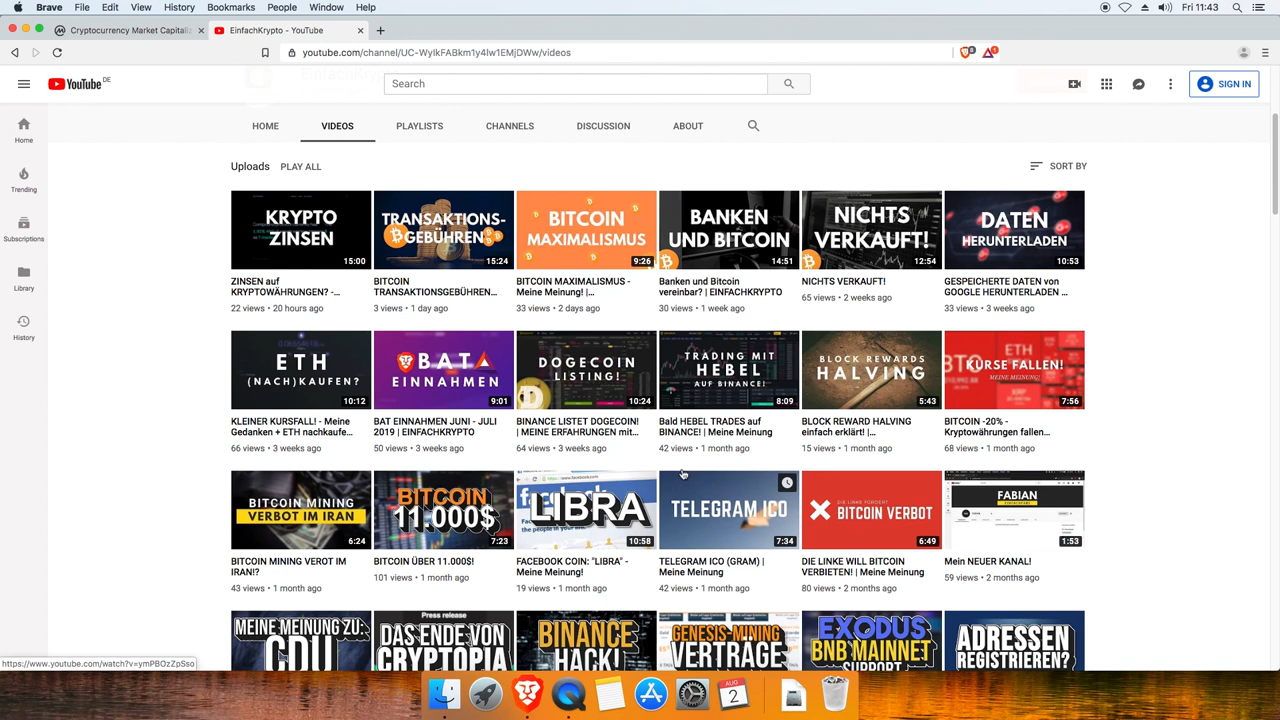 Brave File Edit View History Bookmarks People Window Help
Fri 11:43
Cryptocurrency Market Capitaliz
EinfachKrypto - YouTube
youtube.com/channel/UC-WylkFABkm1y4lw1EMjDWw/videos
YouTube DE
Search
SIGN IN
HOME VIDEOS PLAYLISTS CHANNELS DISCUSSION ABOUT
Home
Trending
Subscriptions
Library
History
Uploads PLAY ALL
SORT BY
KRYPTO
ZINSEN
15:00
TRANSAKTIONS-
GEBÜHREN
15:24
BITCOIN
MAXIMALISMUS
9:26
BANKEN
UND BITCOIN
14:51
NICHTS
VERKAUFT!
12:54
DATEN
HERUNTERLADEN
10:53
ZINSEN auf
KRYPTOWÄHRUNGEN? -...
22 views • 20 hours ago
BITCOIN
TRANSAKTIONSGEBÜHREN...
3 views • 1 day ago
BITCOIN MAXIMALISMUS -
Meine Meinung! |...
33 views • 2 days ago
Banken und Bitcoin
vereinbar? | EINFACHKRYPTO
30 views • 1 week ago
NICHTS VERKAUFT!
65 views • 2 weeks ago
GESPEICHERTE DATEN von
GOOGLE HERUNTERLADEN ...
33 views • 3 weeks ago
ETH
(NACH)KAUFEN?
10:12
BAT
EINNAHMEN
9:01
DOGECOIN
LISTING!
10:24
TRADING MIT
HEBEL
AUF BINANCE!
8:09
BLOCK REWARDS
HALVING
5:43
KURSE FALLEN!
MEINE MEINUNG!
7:56
KLEINER KURSFALL! - Meine
Gedanken + ETH nachkaufe...
66 views • 3 weeks ago
BAT EINNAHMEN JUNI - JULI
2019 | EINFACHKRYPTO
50 views • 3 weeks ago
BINANCE LISTET DOGECOIN!
| MEINE ERFAHRUNGEN mit...
64 views • 3 weeks ago
Bald HEBEL TRADES auf
BINANCE! | Meine Meinung
42 views • 1 month ago
BLOCK REWARD HALVING
einfach erklärt! |...
15 views • 1 month ago
BITCOIN -20% -
Kryptowährungen fallen...
68 views • 1 month ago
BITCOIN MINING
VERBOT IM IRAN
6:24
BITCOIN
11.000$
7:23
LIBRA
10:58
TELEGRAM ICO
7:34
DIE LINKE FORDERT
BITCOIN VERBOT
6:49
FABIAN
1:53
BITCOIN MINING VEROT IM
IRAN!?
43 views • 1 month ago
BITCOIN ÜBER 11.000$!
101 views • 1 month ago
FACEBOOK COIN: "LIBRA" -
Meine Meinung!
19 views • 1 month ago
TELEGRAM ICO (GRAM) |
Meine Meinung
42 views • 1 month ago
DIE LINKE WILL BITCOIN
VERBIETEN! | Meine Meinung
80 views • 2 months ago
Mein NEUER KANAL!
59 views • 2 months ago
MEINE MEINUNG ZU:
CDU
Press release
DAS ENDE VON
CRYPTOPIA
BINANCE
HACK!
GENESIS-MINING
VERTRÄGE
EXODUS
BNB MAINNET
SUPPORT
ADRESSEN
REGISTRIEREN?
https://www.youtube.com/watch?v=ymPBOzZpSso
AUG
2